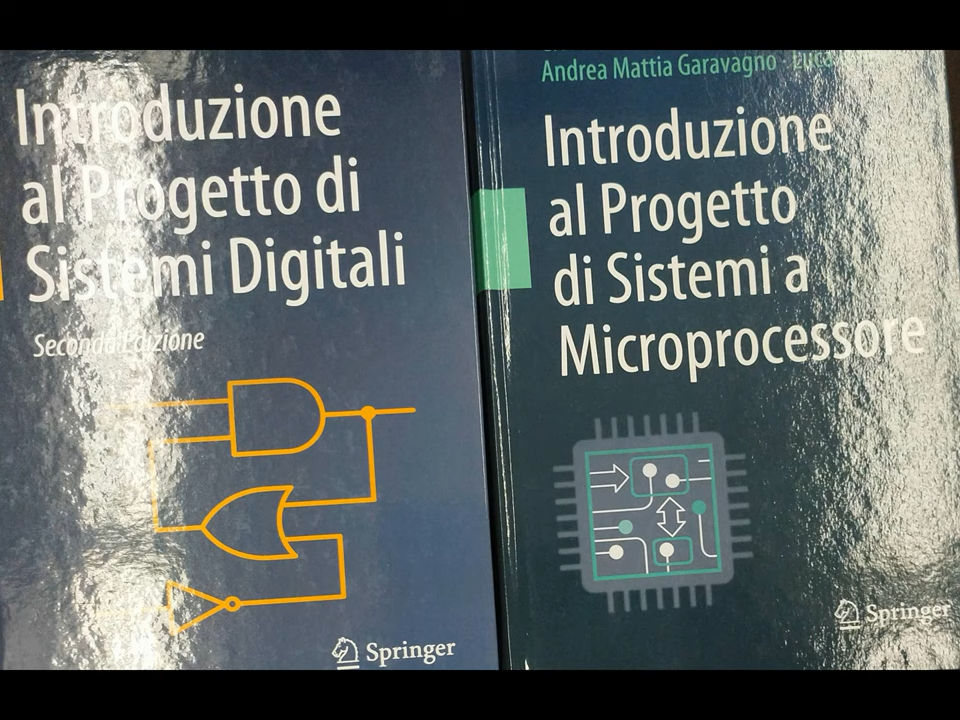 Introduzione
al Progetto di
Sistemi Digitali
Seconda Edizione
Springer
Andrea Mattia Garavagno · Luca
Introduzione
al Progetto
di Sistemi a
Microprocessore
Springer